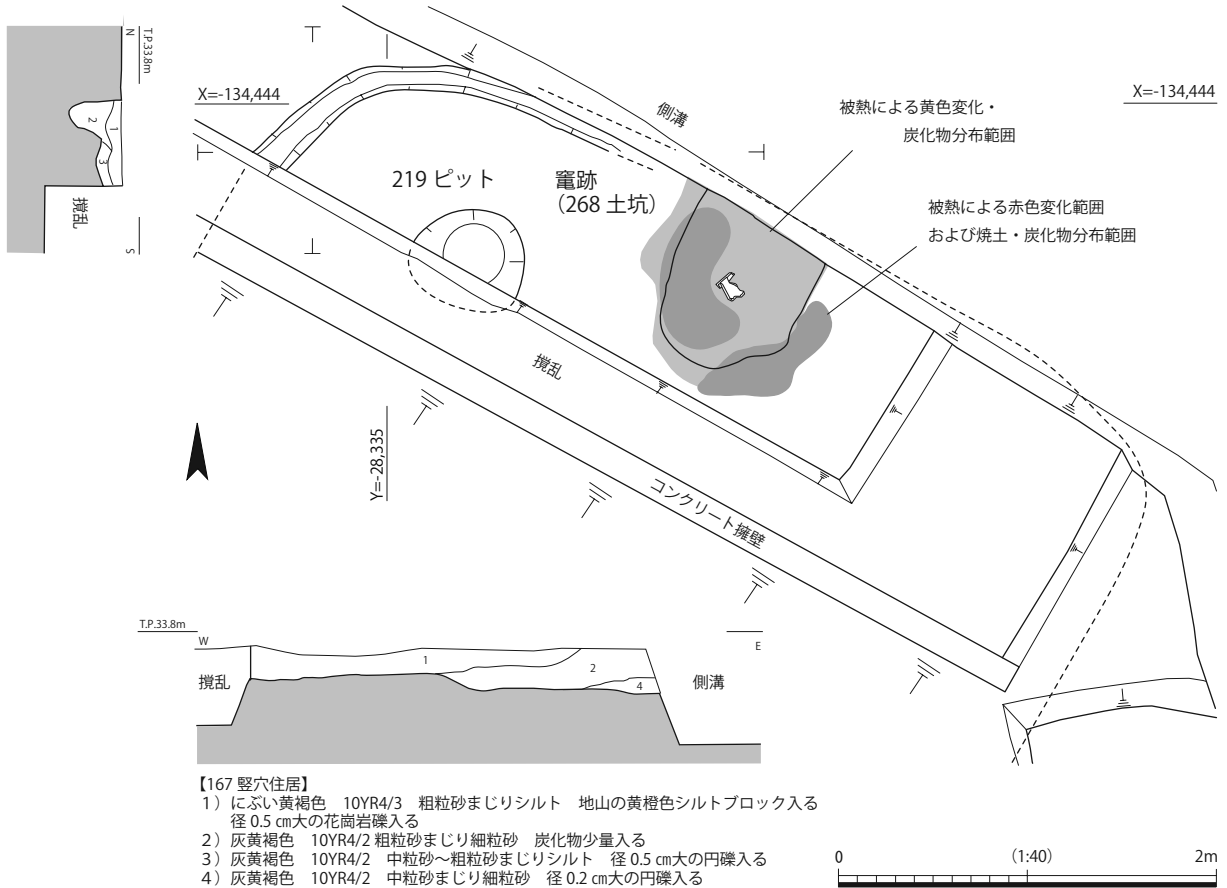 T.P.33.8m
N
1
2
3
撹乱
S
X=-134,444
X=-134,444
側溝
被熱による黄色変化・
炭化物分布範囲
219 ピット
竃跡
（268 土坑）
被熱による赤色変化範囲
および焼土・炭化物分布範囲
撹乱
Y=-28,335
コンクリート擁壁
T.P.33.8m
W
E
1
2
4
撹乱
側溝
【167 竪穴住居】
1）にぶい黄褐色　10YR4/3　粗粒砂まじりシルト　地山の黄橙色シルトブロック入る
径 0.5 ㎝大の花崗岩礫入る
2）灰黄褐色　10YR4/2 粗粒砂まじり細粒砂　炭化物少量入る
3）灰黄褐色　10YR4/2　中粒砂～粗粒砂まじりシルト　径 0.5 ㎝大の円礫入る
4）灰黄褐色　10YR4/2　中粒砂まじり細粒砂　径 0.2 ㎝大の円礫入る
0 (1:40) 2m